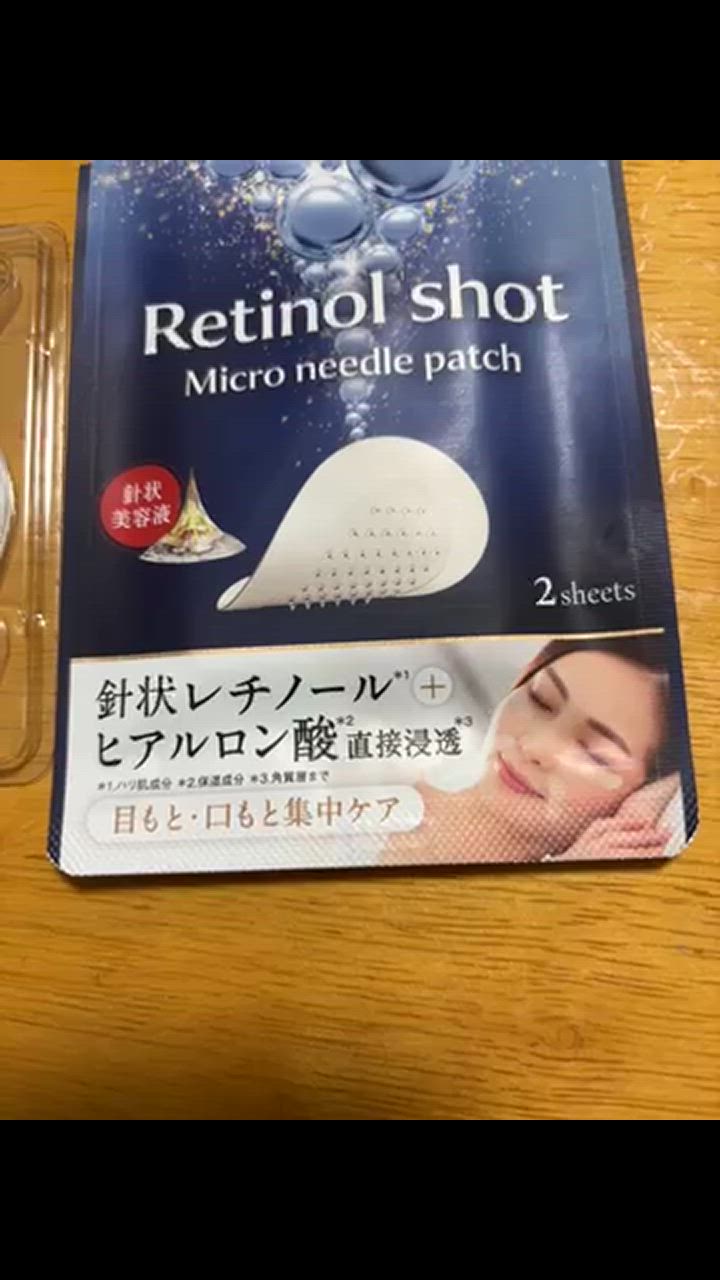 Retinol shot
Micro needle patch
針状
美容液
2 sheets
針状レチノール*1 +
ヒアルロン酸*2 直接浸透*3
*1.ハリ肌成分 *2.保湿成分 *3.角質層まで
目もと・口もと集中ケア